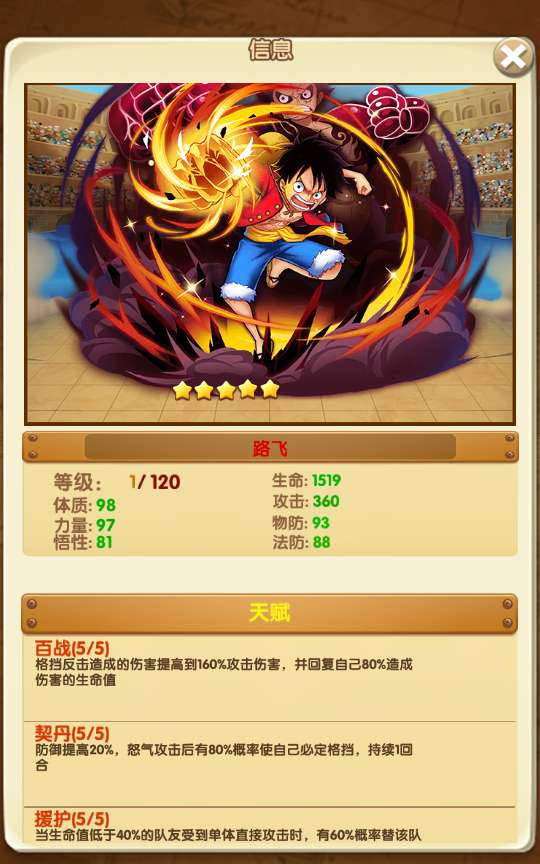 信息
路飞
等级: 1/120
生命: 1519
体质: 98
攻击: 360
力量: 97
物防: 93
悟性: 81
法防: 88
天赋
百战(5/5)
格挡反击造成的伤害提高到160%攻击伤害，并回复自己80%造成
伤害的生命值
契丹(5/5)
防御提高20%，怒气攻击后有80%概率使自己必定格挡，持续1回
合
援护(5/5)
当生命值低于40%的队友受到单体直接攻击时，有60%概率替该队